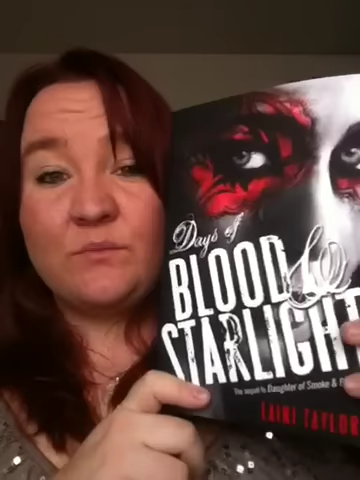 Days of
BLOOD &
STARLIGHT
The sequel to Daughter of Smoke &
LAINI TAYLOR